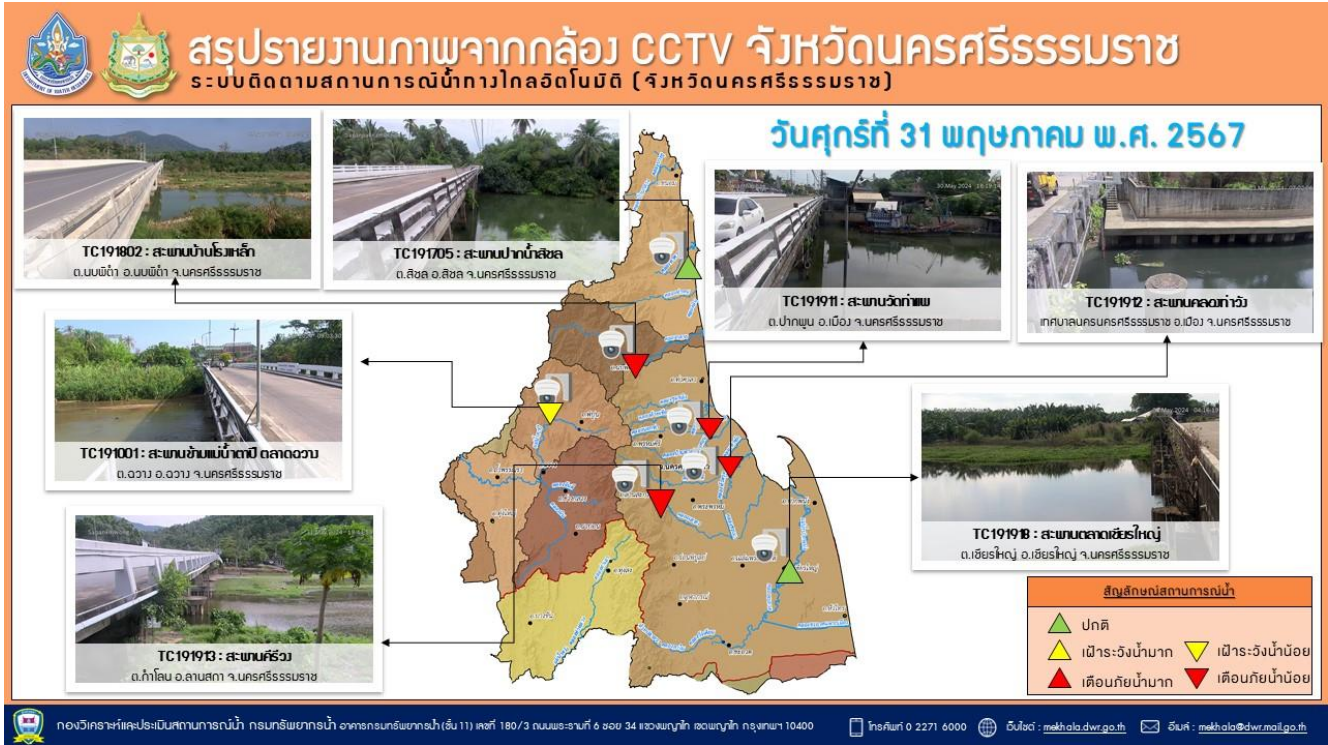 สรุปรายงานภาพจากกล้อง CCTV จังหวัดนครศรีธรรมราช
ระบบติดตามสถานการณ์น้ำทางไกลอัตโนมัติ (จังหวัดนครศรีธรรมราช)
วันศุกร์ที่ 31 พฤษภาคม พ.ศ. 2567
TC191802 : สะพานบ้านโรงเหล็ก
ต.นบพิตำ อ.นบพิตำ จ.นครศรีธรรมราช
TC191705 : สะพานปากน้ำสิชล
ต.สิชล อ.สิชล จ.นครศรีธรรมราช
30 May 2024
TC191911 : สะพานวัดท่าแพ
ต.ปากพูน อ.เมือง จ.นครศรีธรรมราช
TC191912 : สะพานคลองท่าวัง
เทศบาลนครนครศรีธรรมราช อ.เมือง จ.นครศรีธรรมราช
TC191001 : สะพานข้ามแม่น้ำตาปี ตลาดฉวาง
ต.ฉวาง อ.ฉวาง จ.นครศรีธรรมราช
TC191918 : สะพานตลาดเชียรใหญ่
ต.เชียรใหญ่ อ.เชียรใหญ่ จ.นครศรีธรรมราช
TC191913 : สะพานคีรีวง
ต.กำโลน อ.ลานสกา จ.นครศรีธรรมราช
สัญลักษณ์สถานการณ์น้ำ
ปกติ
เฝ้าระวังน้ำมาก เฝ้าระวังน้ำน้อย
เตือนภัยน้ำมาก เตือนภัยน้ำน้อย
กองวิเคราะห์และประเมินสถานการณ์น้ำ กรมทรัพยากรน้ำ อาคารกรมทรัพยากรน้ำ (ชั้น 11) เลขที่ 180/3 ถนนพระรามที่ 6 ซอย 34 แขวงพญาไท เขตพญาไท กรุงเทพฯ 10400 โทรศัพท์ 0 2271 6000 เว็บไซต์ : mekhala.dwr.go.th อีเมล์ : mekhala@dwr.mail.go.th